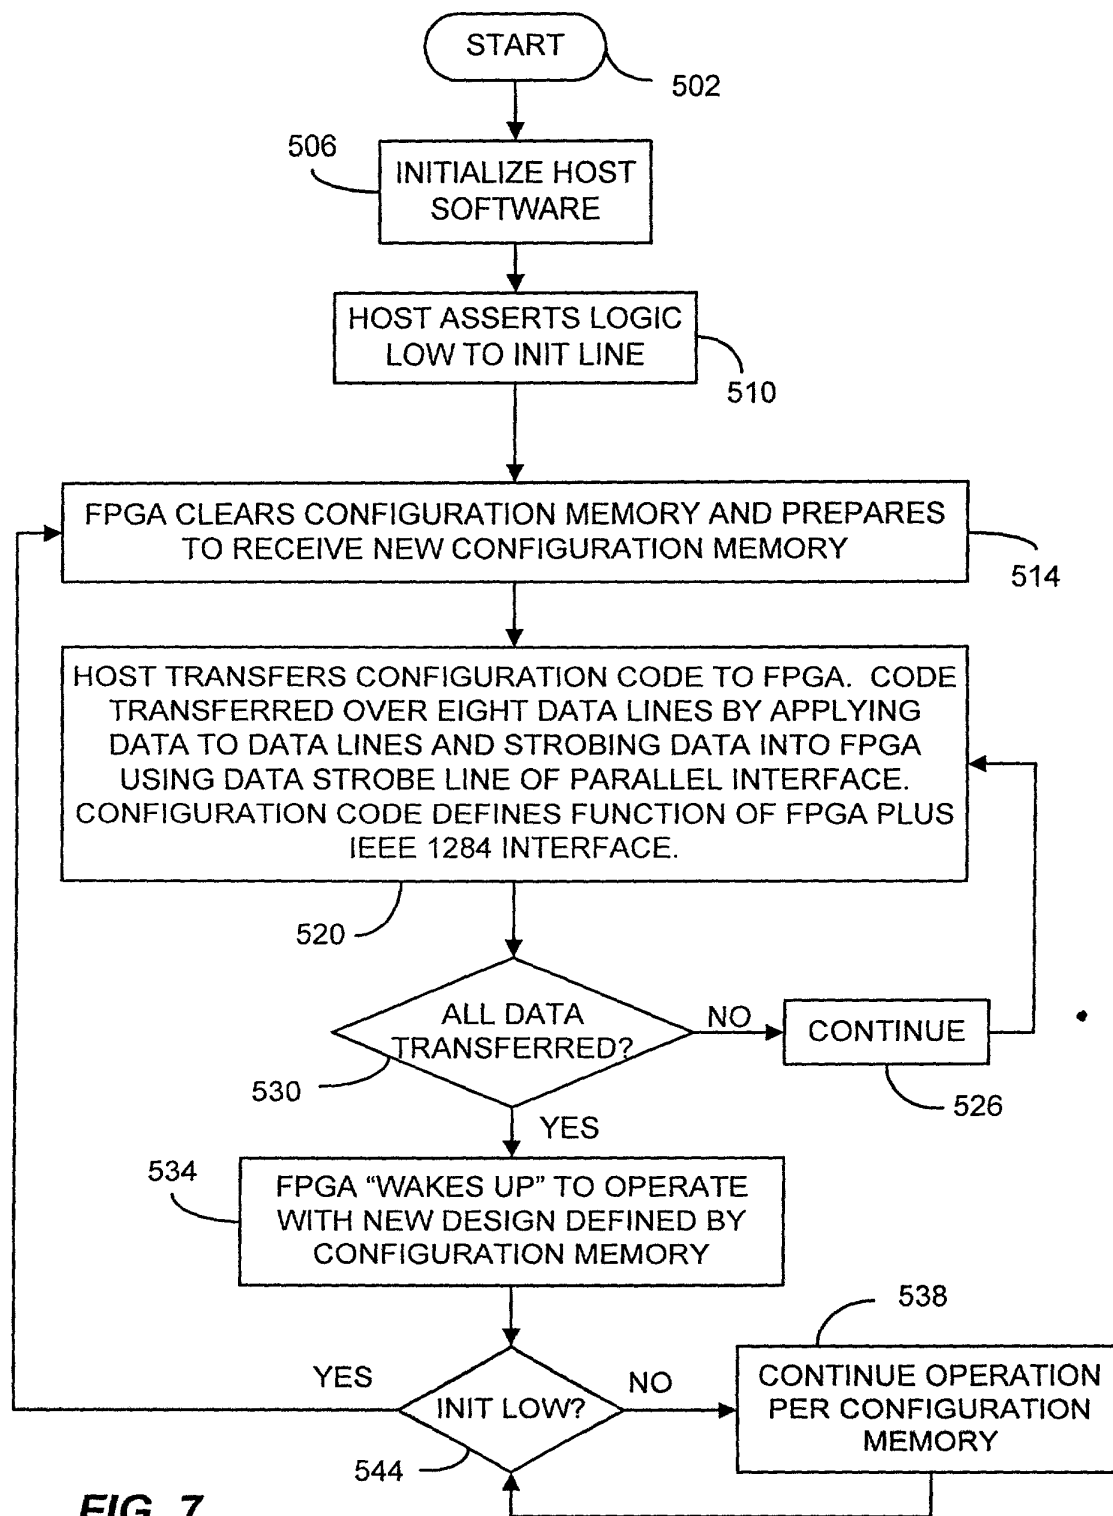 START
502
506
INITIALIZE HOST
SOFTWARE
HOST ASSERTS LOGIC
LOW TO INIT LINE
510
FPGA CLEARS CONFIGURATION MEMORY AND PREPARES
TO RECEIVE NEW CONFIGURATION MEMORY
514
HOST TRANSFERS CONFIGURATION CODE TO FPGA. CODE
TRANSFERRED OVER EIGHT DATA LINES BY APPLYING
DATA TO DATA LINES AND STROBING DATA INTO FPGA
USING DATA STROBE LINE OF PARALLEL INTERFACE.
CONFIGURATION CODE DEFINES FUNCTION OF FPGA PLUS
IEEE 1284 INTERFACE.
520
ALL DATA
TRANSFERRED?
530
NO
CONTINUE
526
YES
534
FPGA “WAKES UP” TO OPERATE
WITH NEW DESIGN DEFINED BY
CONFIGURATION MEMORY
538
YES
INIT LOW?
NO
544
CONTINUE OPERATION
PER CONFIGURATION
MEMORY
FIG. 7